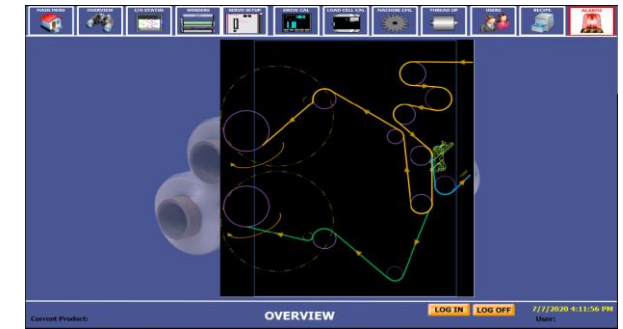 MAIN MENU
OVERVIEW
I/O STATUS
WINDERS
SERVO SETUP
DRIVE CAL
LOAD CELL CAL
MACHINE CFG
THREAD UP
USERS
RECIPE
ALARMS
Current Product:
OVERVIEW
LOG IN
LOG OFF
7/7/2020 4:11:56 PM
User: